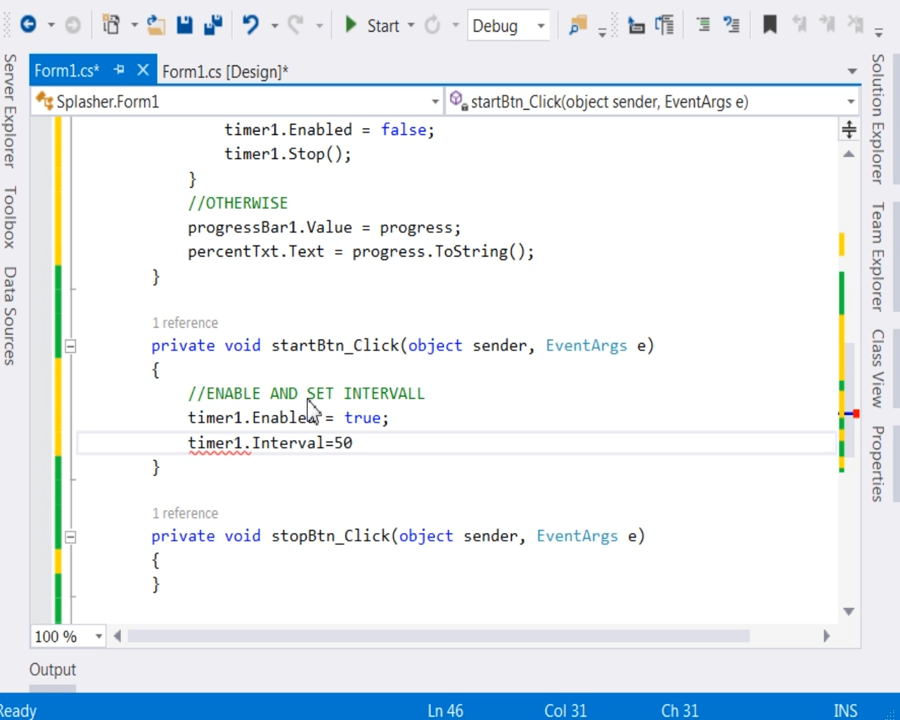 Start
Debug
Form1.cs*
Form1.cs [Design]*
Splasher.Form1
startBtn_Click(object sender, EventArgs e)
timer1.Enabled = false;
timer1.Stop();
}
//OTHERWISE
progressBar1.Value = progress;
percentTxt.Text = progress.ToString();
}
1 reference
private void startBtn_Click(object sender, EventArgs e)
{
//ENABLE AND SET INTERVALL
timer1.Enabled = true;
timer1.Interval=50
}
1 reference
private void stopBtn_Click(object sender, EventArgs e)
{
}
100 %
Server Explorer
Toolbox
Data Sources
Solution Explorer
Team Explorer
Class View
Properties
Output
Ready
Ln 46
Col 31
Ch 31
INS